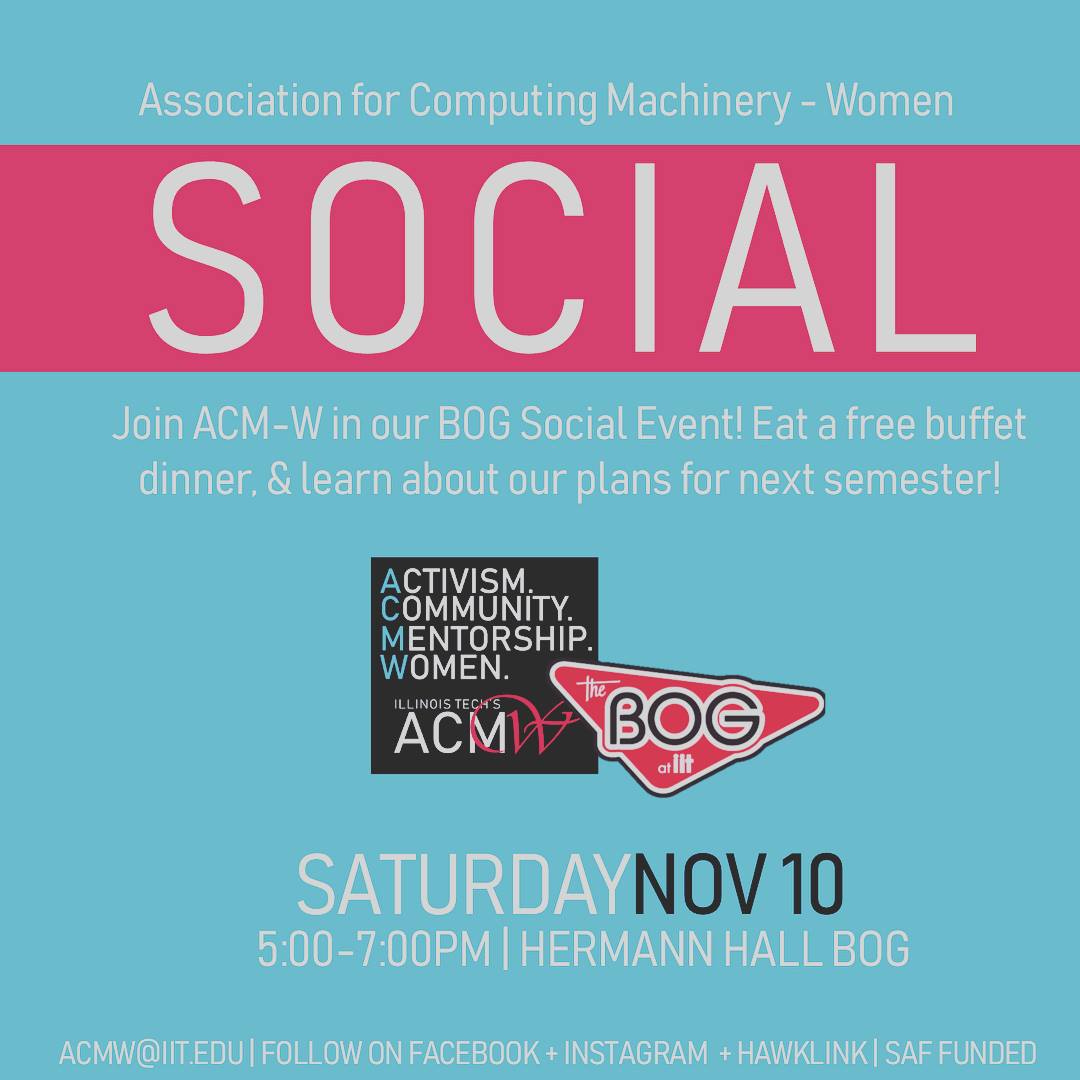 Association for Computing Machinery - Women
SOCIAL
Join ACM-W in our BOG Social Event! Eat a free buffet
dinner, & learn about our plans for next semester!
ACTIVISM.
COMMUNITY.
MENTORSHIP.
WOMEN.
ILLINOIS TECH'S
ACMW
the
BOG
at iit
SATURDAYNOV 10
5:00-7:00PM | HERMANN HALL BOG
ACMW@IIT.EDU | FOLLOW ON FACEBOOK + INSTAGRAM + HAWKLINK | SAF FUNDED